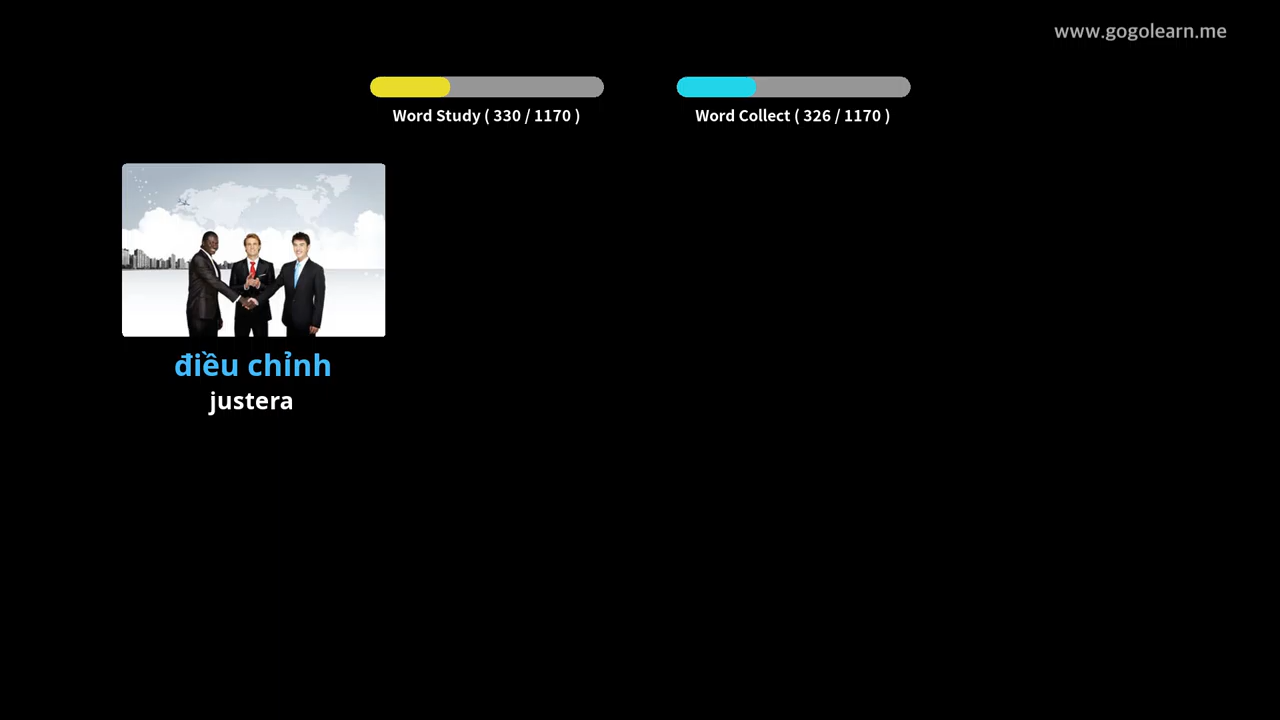 www.gogolearn.me
Word Study ( 330 / 1170 )
Word Collect ( 326 / 1170 )
điều chỉnh
justera